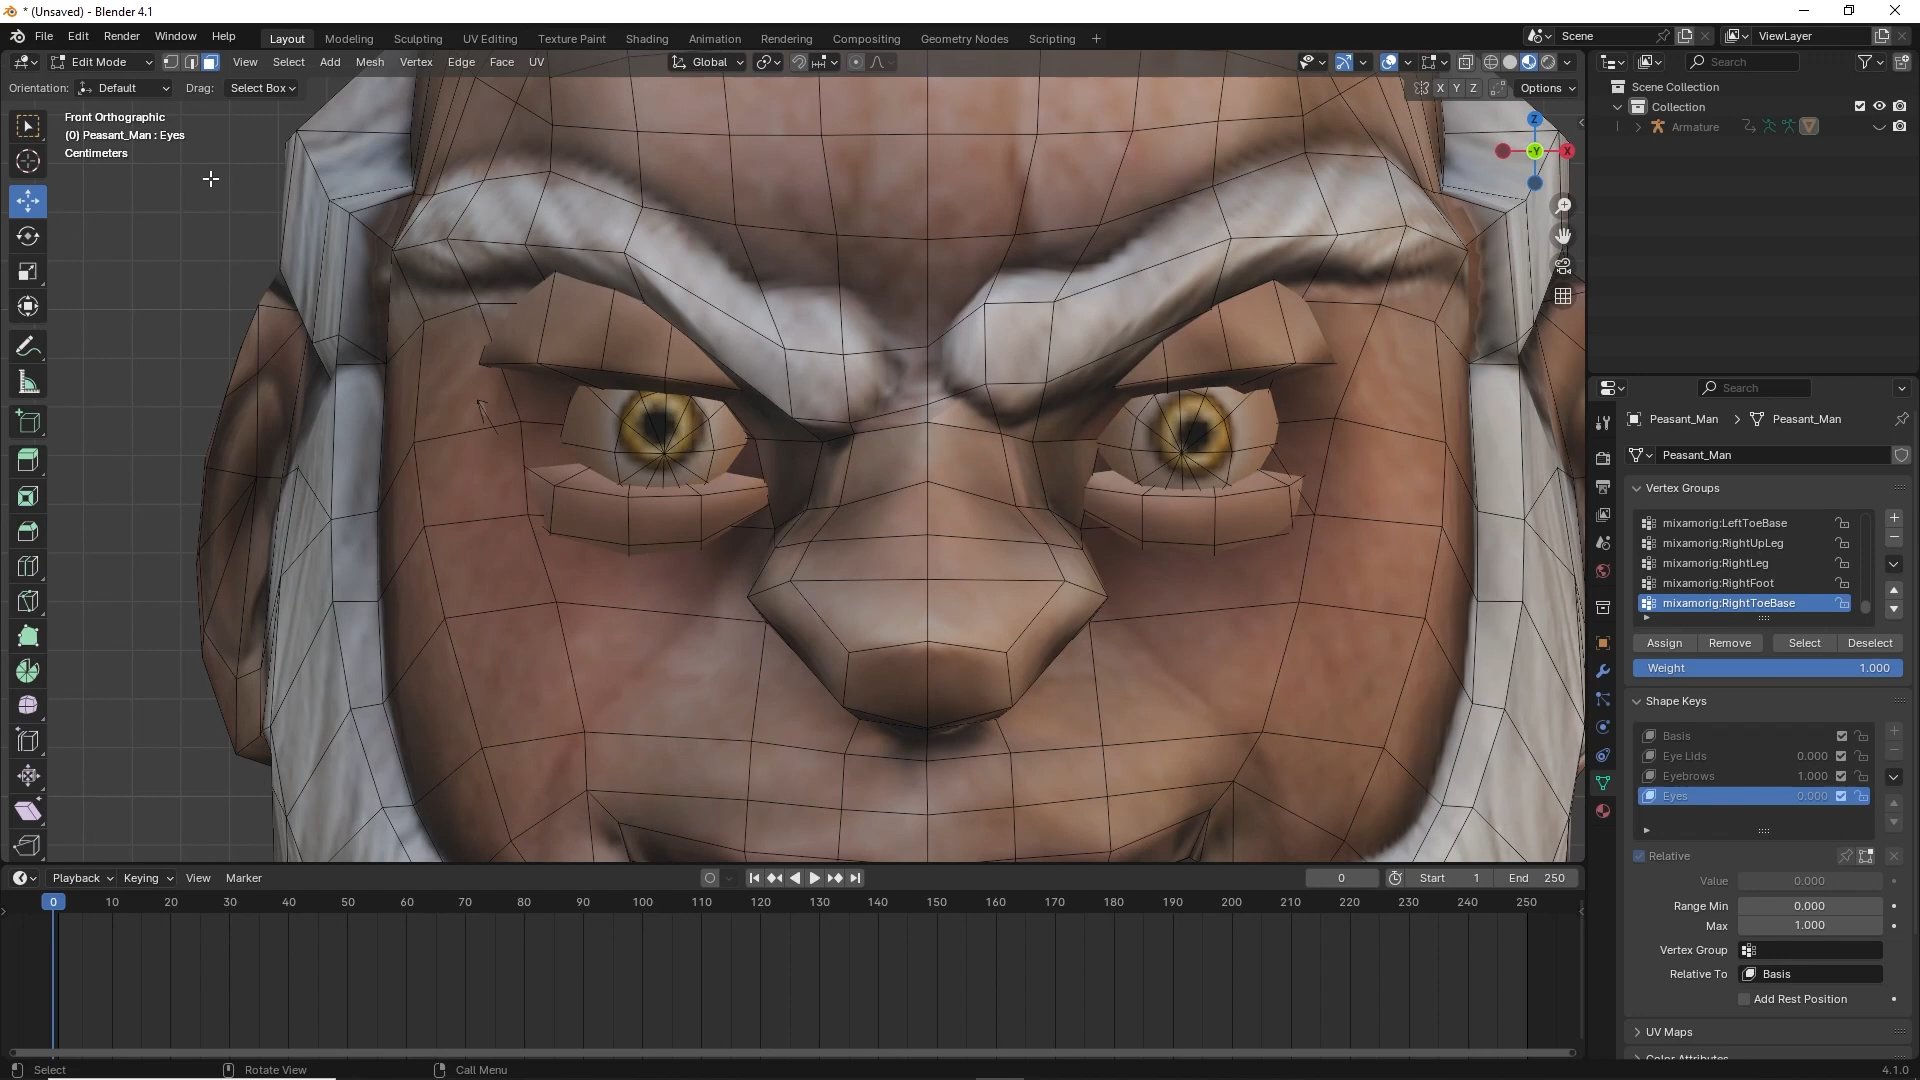 * (Unsaved) - Blender 4.1
File Edit Render Window Help
Layout Modeling Sculpting UV Editing Texture Paint Shading Animation Rendering Compositing Geometry Nodes Scripting +
Scene
ViewLayer
Edit Mode View Select Add Mesh Vertex Edge Face UV
Global
Search
Orientation: Default Drag: Select Box
X Y Z Options
Scene Collection
Collection
Armature
Front Orthographic
(0) Peasant_Man : Eyes
Centimeters
Z
-Y
X
Search
Peasant_Man > Peasant_Man
Peasant_Man
Vertex Groups
mixamorig:LeftToeBase
mixamorig:RightUpLeg
mixamorig:RightLeg
mixamorig:RightFoot
mixamorig:RightToeBase
Assign Remove Select Deselect
Weight 1.000
Shape Keys
Basis
Eye Lids 0.000
Eyebrows 1.000
Eyes 0.000
Relative
Value 0.000
Range Min 0.000
Max 1.000
Vertex Group
Relative To Basis
Add Rest Position
UV Maps
Color Attributes
Playback Keying View Marker
0 Start 1 End 250
0 10 20 30 40 50 60 70 80 90 100 110 120 130 140 150 160 170 180 190 200 210 220 230 240 250
Select Rotate View Call Menu
4.1.0